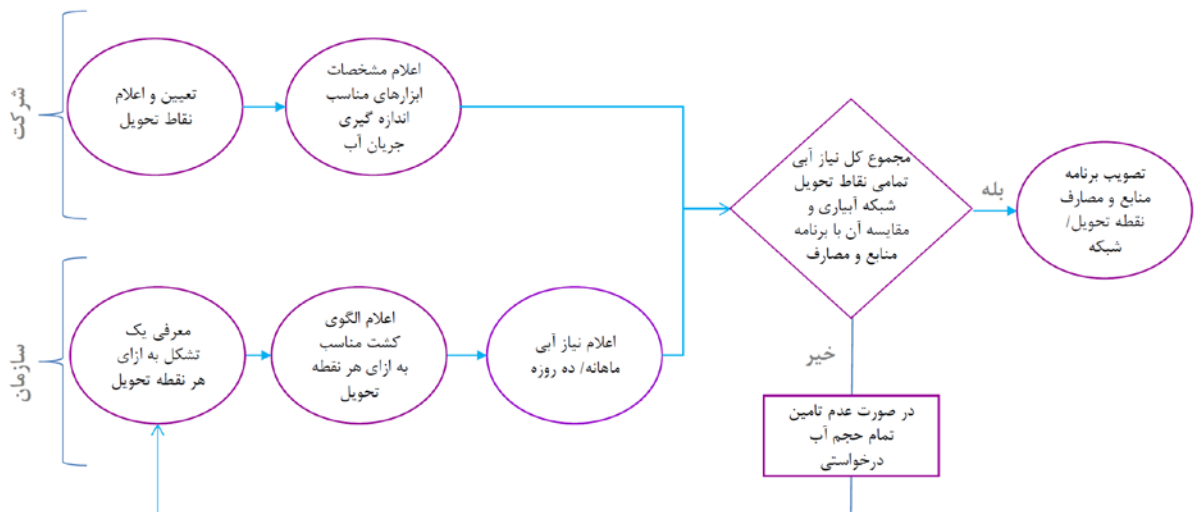 شرکت
تعیین و اعلام
نقاط تحویل
اعلام مشخصات
ابزارهای مناسب
اندازه گیری
جریان آب
سازمان
معرفی یک
تشکل به ازای
هر نقطه تحویل
اعلام الگوی
کشت مناسب
به ازای هر نقطه
تحویل
اعلام نیاز آبی
ماهانه/ ده روزه
مجموع کل نیاز آبی
تمامی نقاط تحویل
شبکه آبیاری و
مقایسه آن با برنامه
منابع و مصارف
بله
تصویب برنامه
منابع و مصارف
نقطه تحویل/
شبکه
خیر
در صورت عدم تامین
تمام حجم آب
درخواستی